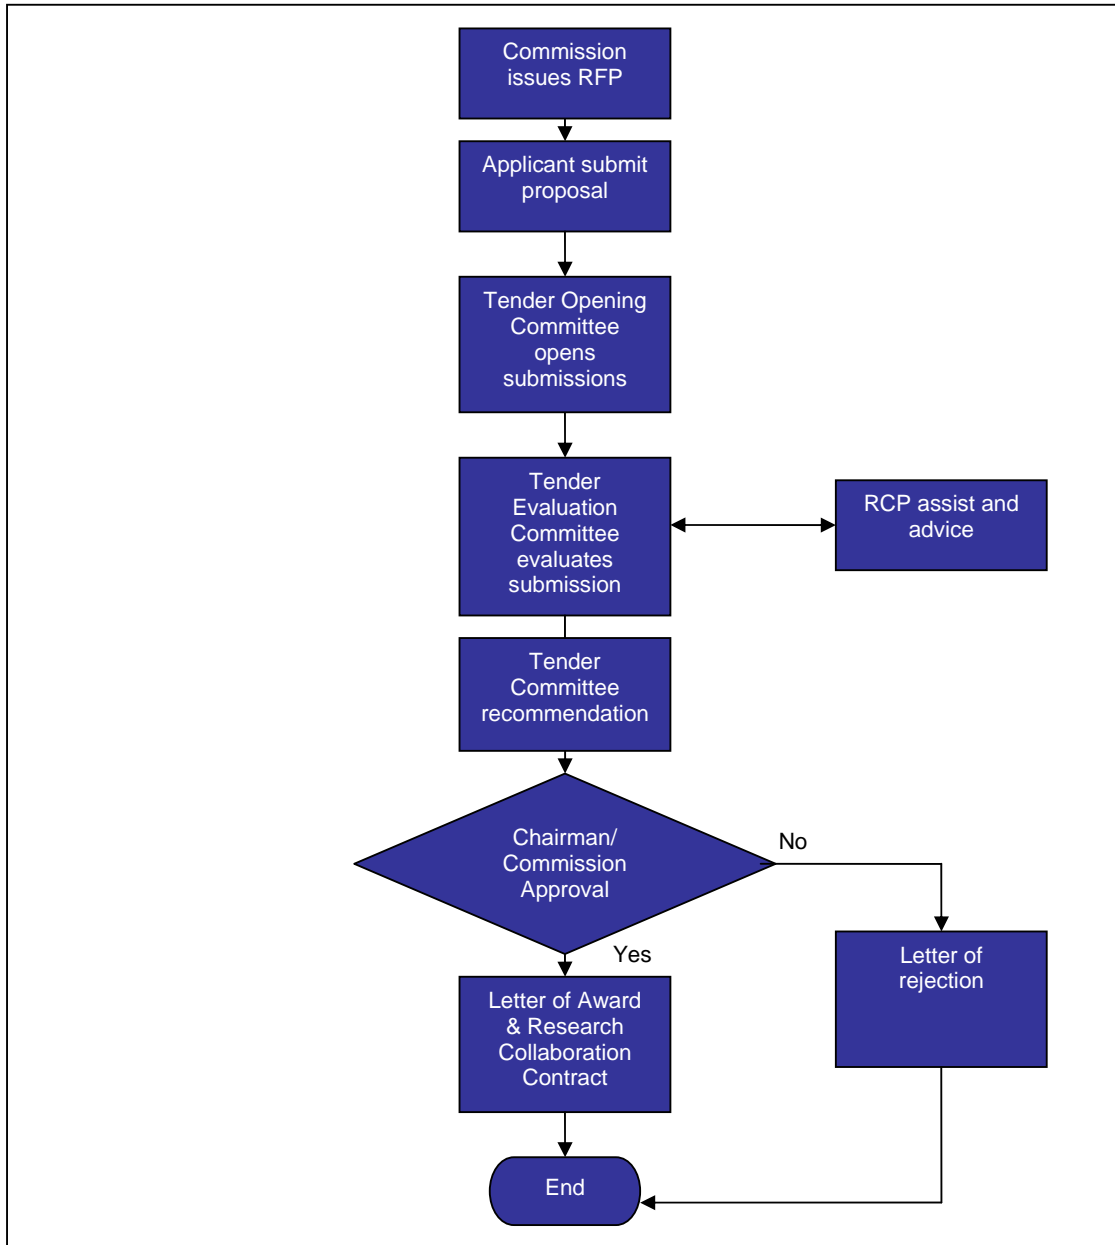 Commission
issues RFP
Applicant submit
proposal
Tender Opening
Committee
opens
submissions
Tender
Evaluation
Committee
evaluates
submission
RCP assist and
advice
Tender
Committee
recommendation
Chairman/
Commission
Approval
No
Yes
Letter of
rejection
Letter of Award
& Research
Collaboration
Contract
End